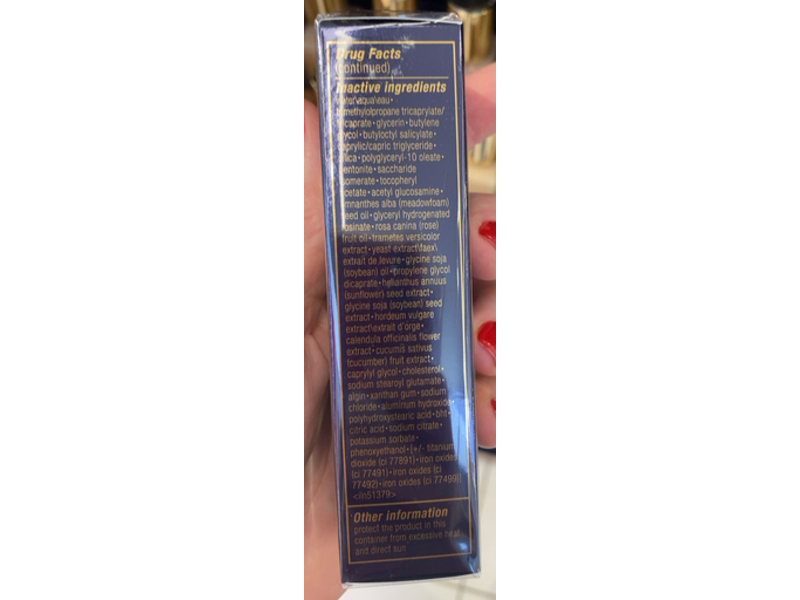 Drug Facts
(continued)
Inactive ingredients
water\aqua\eau •
trimethylolpropane tricaprylate/
tricaprate • glycerin • butylene
glycol • butyloctyl salicylate •
caprylic/capric triglyceride •
silica • polyglyceryl-10 oleate •
bentonite • saccharide
isomerate • tocopheryl
acetate • acetyl glucosamine •
limnanthes alba (meadowfoam)
seed oil • glyceryl hydrogenated
rosinate • rosa canina (rose)
fruit oil • trametes versicolor
extract • yeast extract\faex\
extrait de levure • glycine soja
(soybean) oil • propylene glycol
dicaprate • helianthus annuus
(sunflower) seed extract •
glycine soja (soybean) seed
extract • hordeum vulgare
extract\extrait d'orge •
calendula officinalis flower
extract • cucumis sativus
(cucumber) fruit extract •
caprylyl glycol • cholesterol •
sodium stearoyl glutamate •
algin • xanthan gum • sodium
chloride • aluminum hydroxide •
polyhydroxystearic acid • bht •
citric acid • sodium citrate •
potassium sorbate •
phenoxyethanol • [+/- titanium
dioxide (ci 77891) • iron oxides
(ci 77491) • iron oxides (ci
77492) • iron oxides (ci 77499)]
<iln51379>
Other information
protect the product in this
container from excessive heat
and direct sun